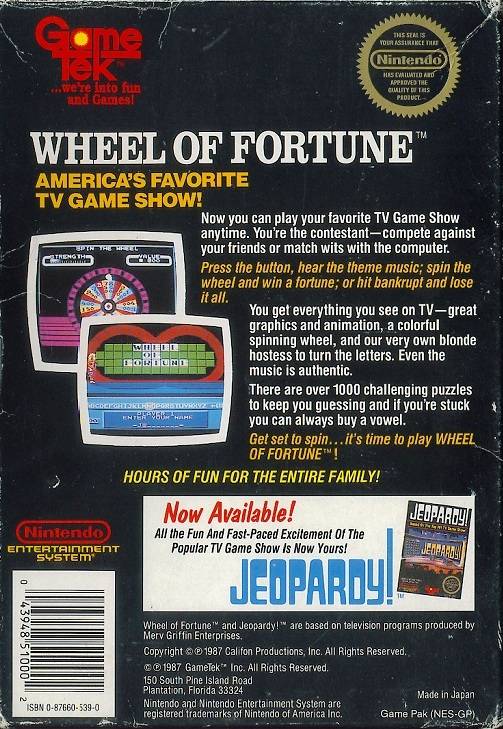 Game
Tek™
...we're into fun
and Games!
THIS SEAL IS
YOUR ASSURANCE THAT
Nintendo®
HAS EVALUATED AND
APPROVED THE
QUALITY OF THIS
PRODUCT.
WHEEL OF FORTUNE™
AMERICA'S FAVORITE
TV GAME SHOW!
Now you can play your favorite TV Game Show
anytime. You're the contestant—compete against
your friends or match wits with the computer.
Press the button, hear the theme music; spin the
wheel and win a fortune; or hit bankrupt and lose
it all.
SPIN THE WHEEL
STRENGTH
VALUE
You get everything you see on TV—great
graphics and animation, a colorful
spinning wheel, and our very own blonde
hostess to turn the letters. Even the
music is authentic.
WHEEL
OF
FORTUNE
There are over 1000 challenging puzzles
to keep you guessing and if you're stuck
you can always buy a vowel.
ENTER YOUR NAME
Get set to spin...it's time to play WHEEL
OF FORTUNE™!
HOURS OF FUN FOR THE ENTIRE FAMILY!
Now Available!
All the Fun And Fast-Paced Excitement Of The
Popular TV Game Show Is Now Yours!
JEOPARDY!™
JEOPARDY!
JEOPARDY!
Nintendo®
ENTERTAINMENT
SYSTEM®
0 43948 51000 2
ISBN 0-87660-539-0
Wheel of Fortune™ and Jeopardy!™ are based on television programs produced by
Merv Griffin Enterprises.
Copyright © ℗ 1987 Califon Productions, Inc. All Rights Reserved.
© ℗ 1987 GameTek™ Inc. All Rights Reserved.
150 South Pine Island Road
Plantation, Florida 33324
Nintendo and Nintendo Entertainment System are
registered trademarks of Nintendo of America Inc.
Made in Japan
Game Pak (NES-GP)